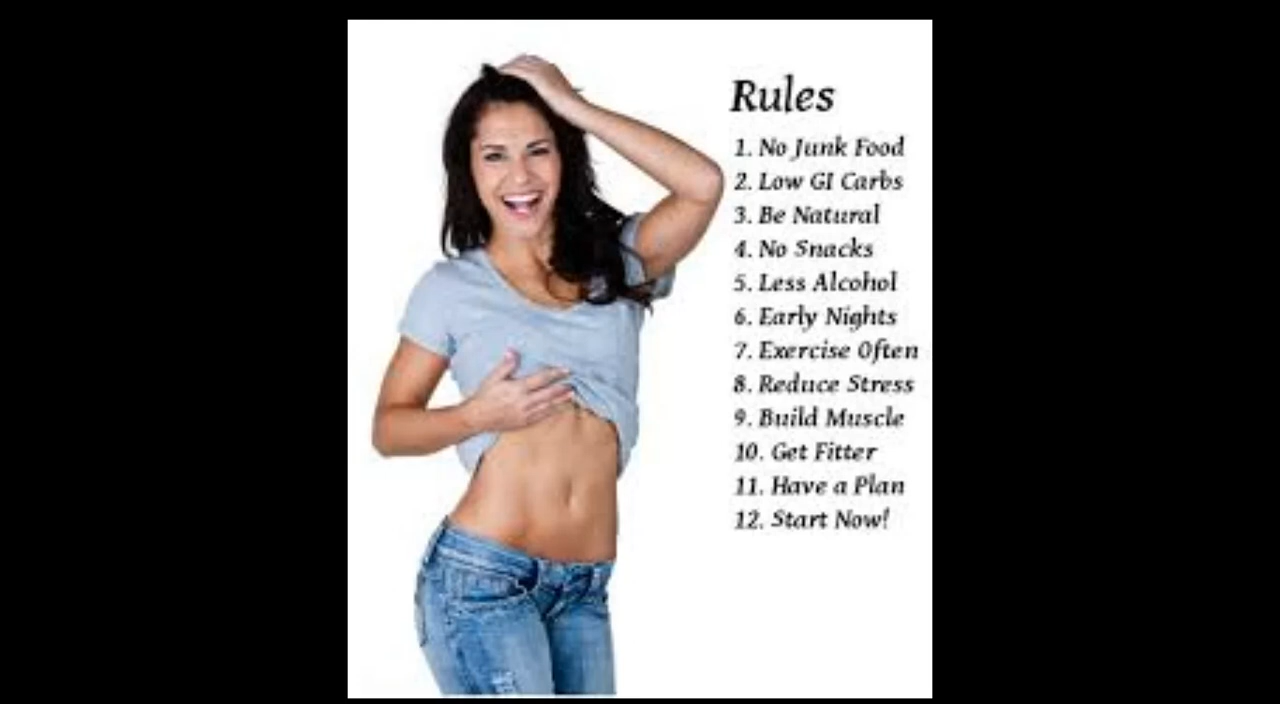 Rules
1. No Junk Food
2. Low GI Carbs
3. Be Natural
4. No Snacks
5. Less Alcohol
6. Early Nights
7. Exercise Often
8. Reduce Stress
9. Build Muscle
10. Get Fitter
11. Have a Plan
12. Start Now!